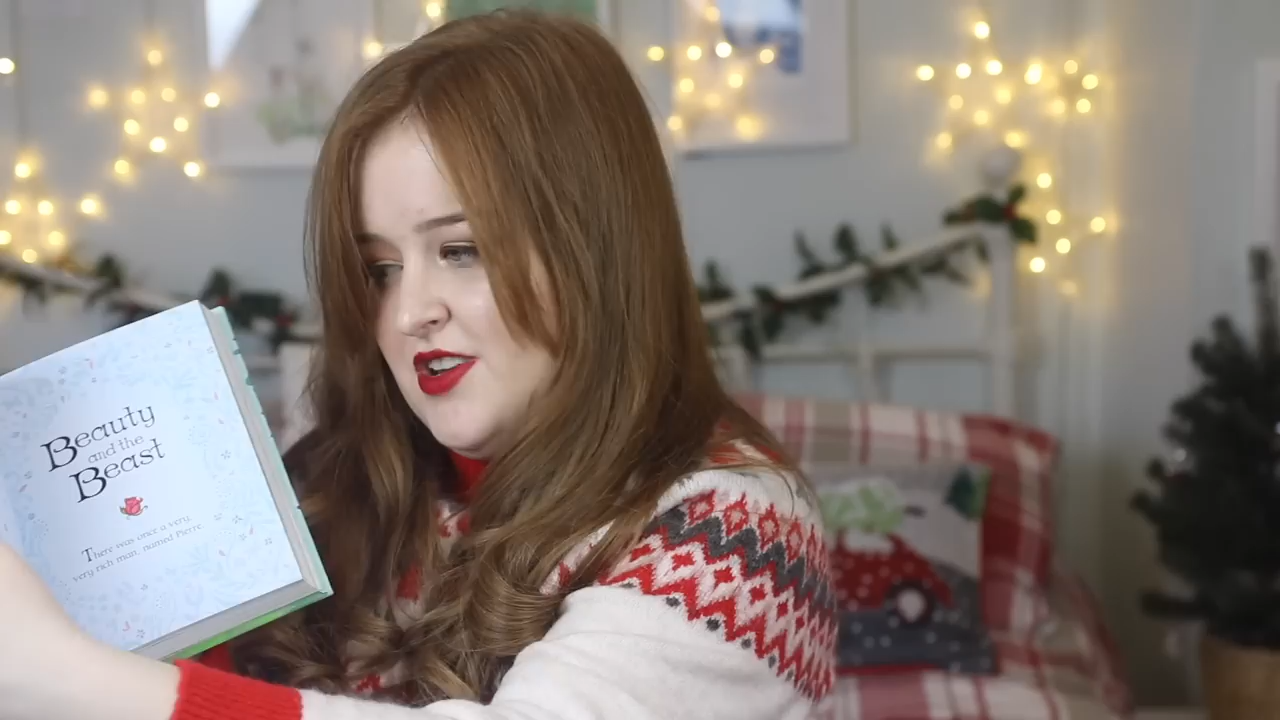 Beauty
and the
Beast
There was once a very,
very rich man, named Pierre.